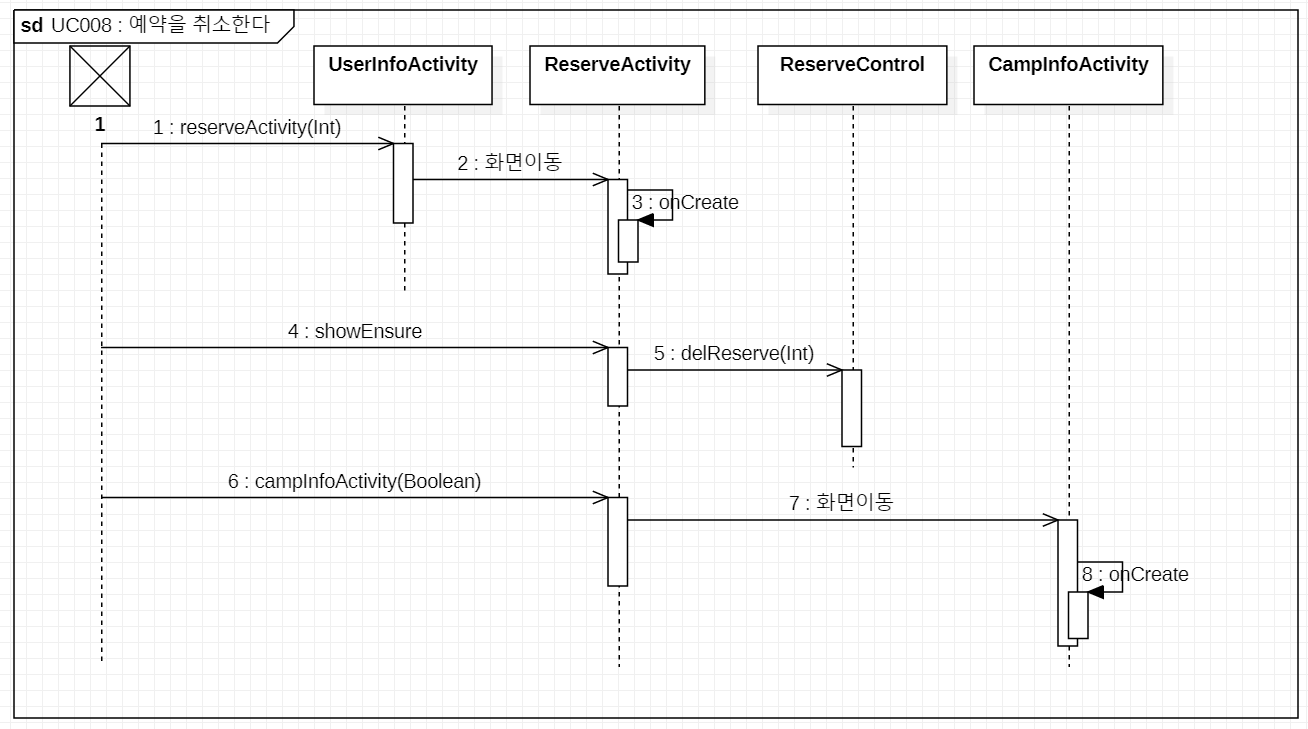 sd UC008 : 예약을 취소한다
UserInfoActivity
ReserveActivity
ReserveControl
CampInfoActivity
1
1 : reserveActivity(Int)
2 : 화면이동
3 : onCreate
4 : showEnsure
5 : delReserve(Int)
6 : campInfoActivity(Boolean)
7 : 화면이동
8 : onCreate